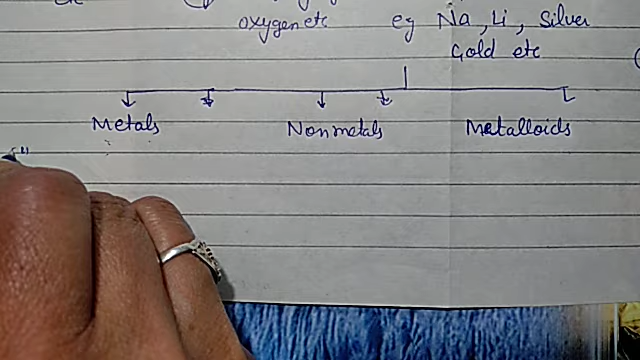 oxygen etc eg Na, Li, Silver
Gold etc
Metals Nonmetals Metalloids